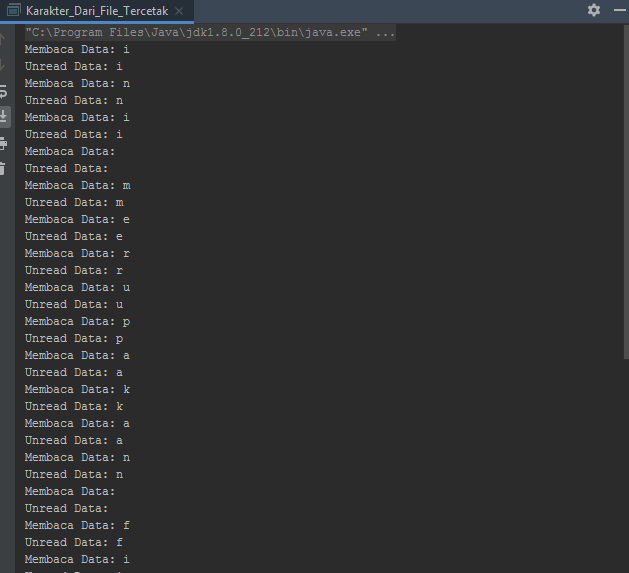 Karakter_Dari_File_Tercetak
"C:\Program Files\Java\jdk1.8.0_212\bin\java.exe" ...
Membaca Data: i
Unread Data: i
Membaca Data: n
Unread Data: n
Membaca Data: i
Unread Data: i
Membaca Data:
Unread Data:
Membaca Data: m
Unread Data: m
Membaca Data: e
Unread Data: e
Membaca Data: r
Unread Data: r
Membaca Data: u
Unread Data: u
Membaca Data: p
Unread Data: p
Membaca Data: a
Unread Data: a
Membaca Data: k
Unread Data: k
Membaca Data: a
Unread Data: a
Membaca Data: n
Unread Data: n
Membaca Data:
Unread Data:
Membaca Data: f
Unread Data: f
Membaca Data: i